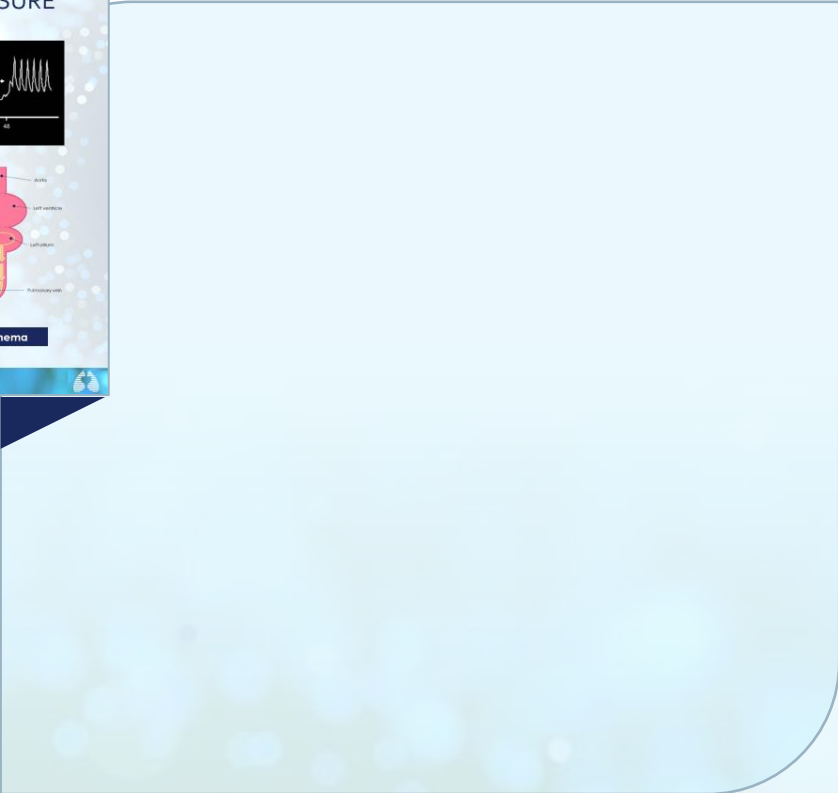 SURE
48
Aorta
Left ventricle
Left atrium
Pulmonary vein
hema